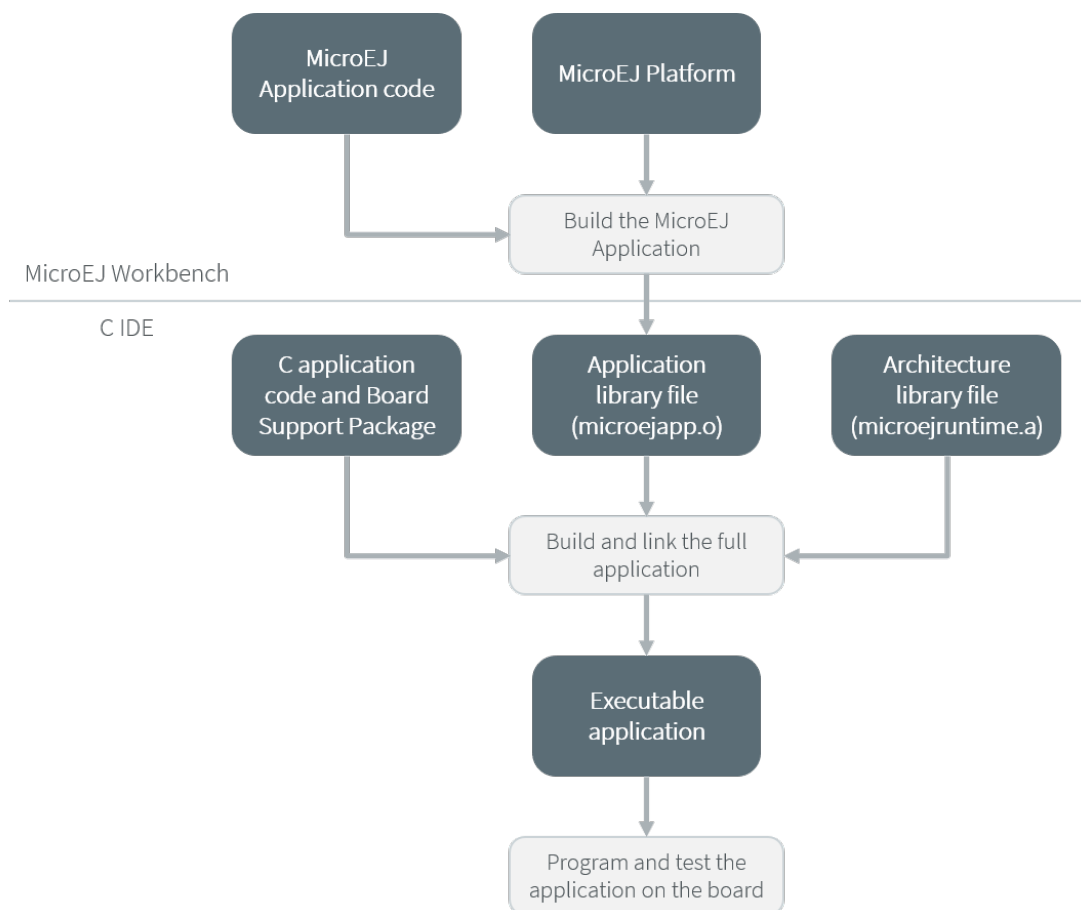 MicroEJ
Application code
MicroEJ Platform
Build the MicroEJ
Application
MicroEJ Workbench
C IDE
C application
code and Board
Support Package
Application
library file
(microejapp.o)
Architecture
library file
(microejruntime.a)
Build and link the full
application
Executable
application
Program and test the
application on the board